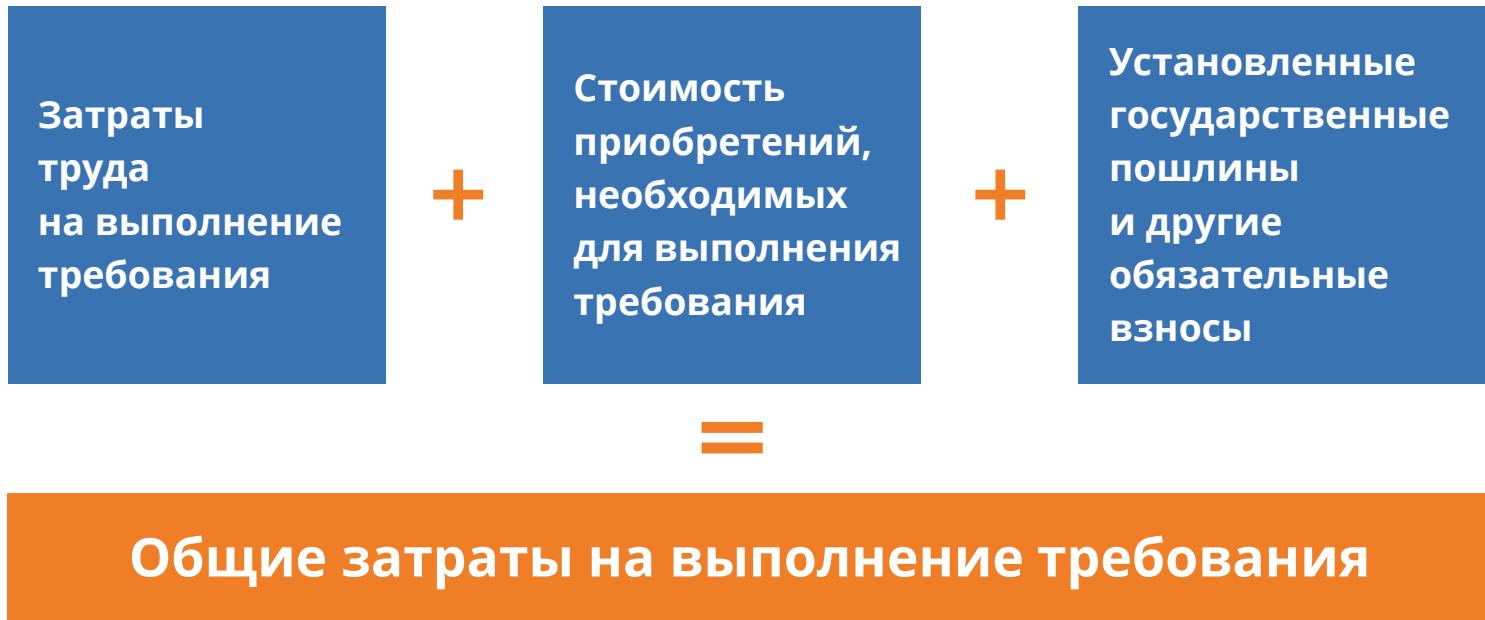 Затраты
труда
на выполнение
требования
+
Стоимость
приобретений,
необходимых
для выполнения
требования
+
Установленные
государственные
пошлины
и другие
обязательные
взносы
=
Общие затраты на выполнение требования